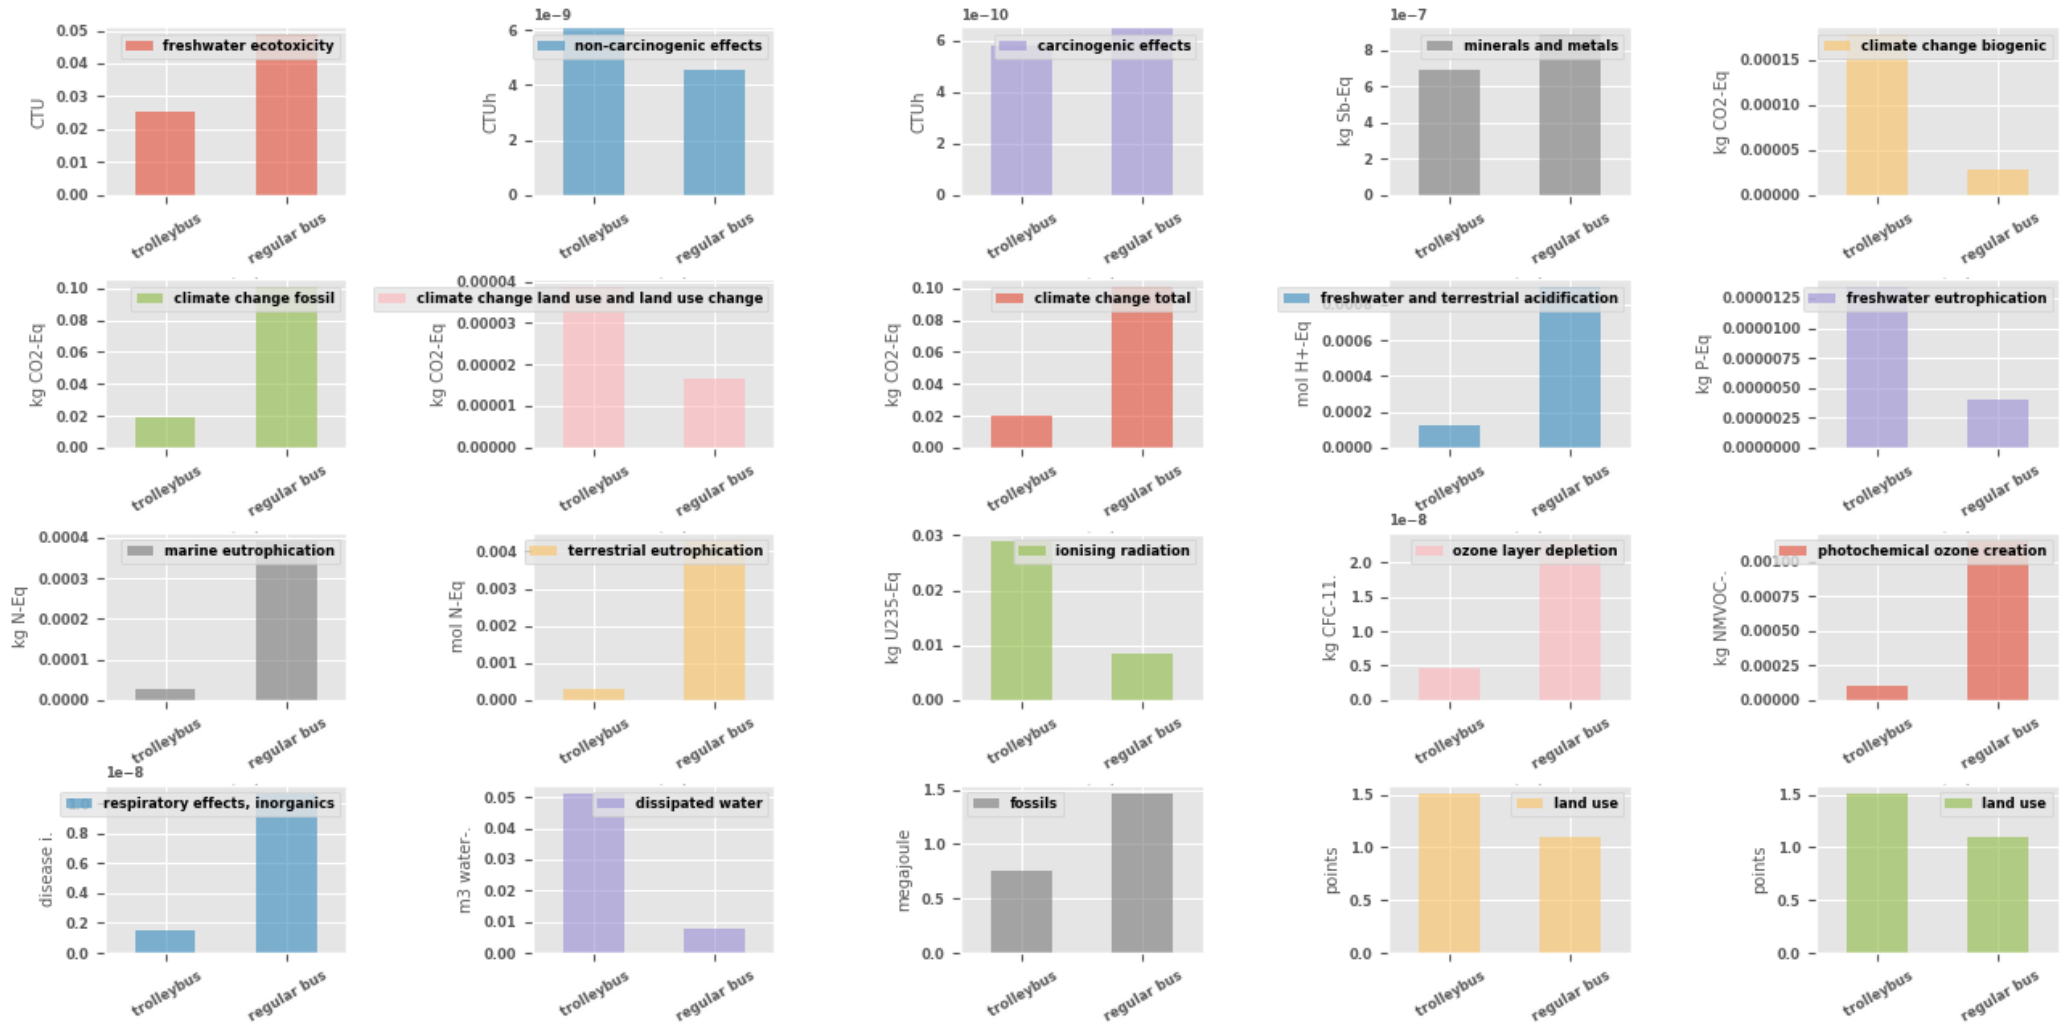 0.05
0.04
0.03
0.02
0.01
0.00
CTU
freshwater ecotoxicity
trolleybus
regular bus
1e−9
6
4
2
0
CTUh
non-carcinogenic effects
trolleybus
regular bus
1e−10
6
4
2
0
CTUh
carcinogenic effects
trolleybus
regular bus
1e−7
8
6
4
2
0
kg Sb-Eq
minerals and metals
trolleybus
regular bus
0.00015
0.00010
0.00005
0.00000
kg CO2-Eq
climate change biogenic
trolleybus
regular bus
0.10
0.08
0.06
0.04
0.02
0.00
kg CO2-Eq
climate change fossil
trolleybus
regular bus
0.00004
0.00003
0.00002
0.00001
0.00000
kg CO2-Eq
climate change land use and land use change
trolleybus
regular bus
0.10
0.08
0.06
0.04
0.02
0.00
kg CO2-Eq
climate change total
trolleybus
regular bus
0.0008
0.0006
0.0004
0.0002
0.0000
mol H+-Eq
freshwater and terrestrial acidification
trolleybus
regular bus
0.0000125
0.0000100
0.0000075
0.0000050
0.0000025
0.0000000
kg P-Eq
freshwater eutrophication
trolleybus
regular bus
0.0004
0.0003
0.0002
0.0001
0.0000
kg N-Eq
marine eutrophication
trolleybus
regular bus
0.004
0.003
0.002
0.001
0.000
mol N-Eq
terrestrial eutrophication
trolleybus
regular bus
0.03
0.02
0.01
0.00
kg U235-Eq
ionising radiation
trolleybus
regular bus
1e−8
2.0
1.5
1.0
0.5
0.0
kg CFC-11.
ozone layer depletion
trolleybus
regular bus
0.00100
0.00075
0.00050
0.00025
0.00000
kg NMVOC-.
photochemical ozone creation
trolleybus
regular bus
1e−8
1.0
0.8
0.6
0.4
0.2
0.0
disease i.
respiratory effects, inorganics
trolleybus
regular bus
0.05
0.04
0.03
0.02
0.01
0.00
m3 water-.
dissipated water
trolleybus
regular bus
1.5
1.0
0.5
0.0
megajoule
fossils
trolleybus
regular bus
1.5
1.0
0.5
0.0
points
land use
trolleybus
regular bus
1.5
1.0
0.5
0.0
points
land use
trolleybus
regular bus